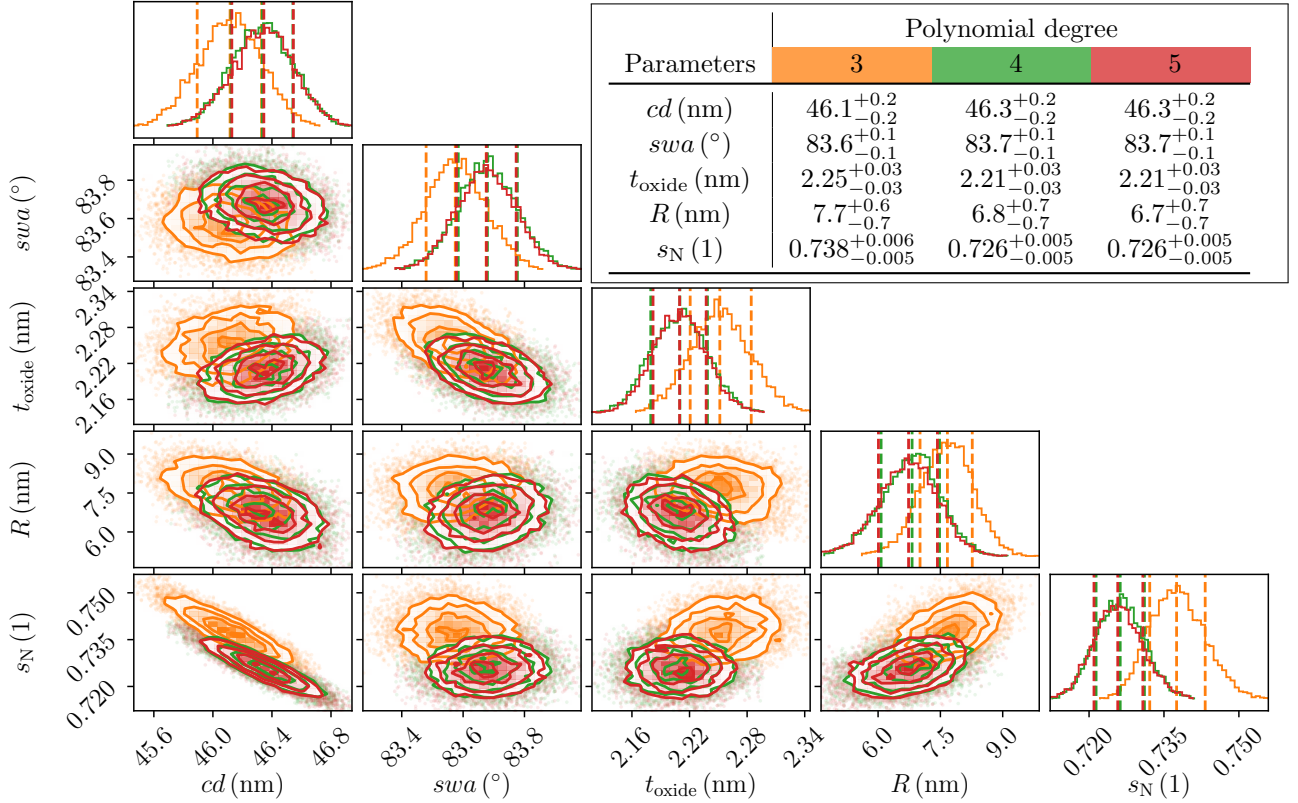 Polynomial degree
Parameters 3 4 5
cd (nm) 46.1 +0.2 −0.2 46.3 +0.2 −0.2 46.3 +0.2 −0.2
swa (°) 83.6 +0.1 −0.1 83.7 +0.1 −0.1 83.7 +0.1 −0.1
t_oxide (nm) 2.25 +0.03 −0.03 2.21 +0.03 −0.03 2.21 +0.03 −0.03
R (nm) 7.7 +0.6 −0.7 6.8 +0.7 −0.7 6.7 +0.7 −0.7
s_N (1) 0.738 +0.006 −0.005 0.726 +0.005 −0.005 0.726 +0.005 −0.005
swa (°)
83.8
83.6
83.4
t_oxide (nm)
2.34
2.28
2.22
2.16
R (nm)
9.0
7.5
6.0
s_N (1)
0.750
0.735
0.720
45.6 46.0 46.4 46.8 83.4 83.6 83.8 2.16 2.22 2.28 2.34 6.0 7.5 9.0 0.720 0.735 0.750
cd (nm) swa (°) t_oxide (nm) R (nm) s_N (1)